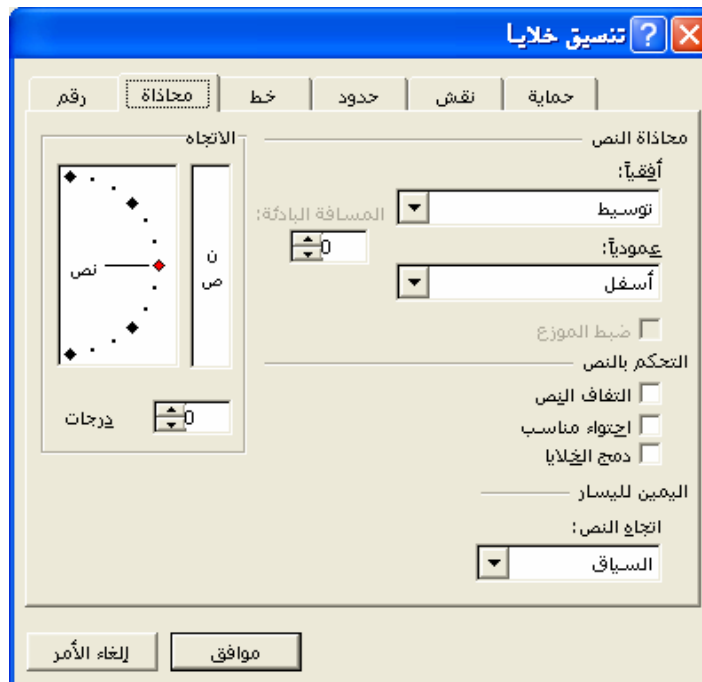 تنسيق خلايا
رقم محاذاة خط حدود نقش حماية
محاذاة النص
أفقياً:
توسيط
المسافة البادئة:
0
عمودياً:
أسفل
ضبط الموزع
التحكم بالنص
التفاف النص
احتواء مناسب
دمج الخلايا
اليمين لليسار
اتجاه النص:
السياق
الاتجاه
ن
ص
نص
0 درجات
موافق
إلغاء الأمر